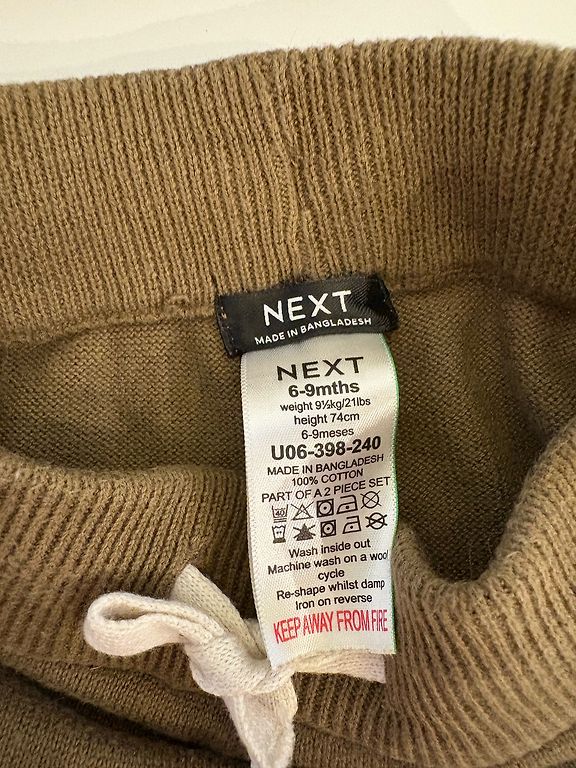 NEXT
MADE IN BANGLADESH
NEXT
6-9mths
weight 9½kg/21lbs
height 74cm
6-9meses
U06-398-240
MADE IN BANGLADESH
100% COTTON
PART OF A 2 PIECE SET
40
Wash inside out
Machine wash on a wool
cycle
Re-shape whilst damp
Iron on reverse
KEEP AWAY FROM FIRE